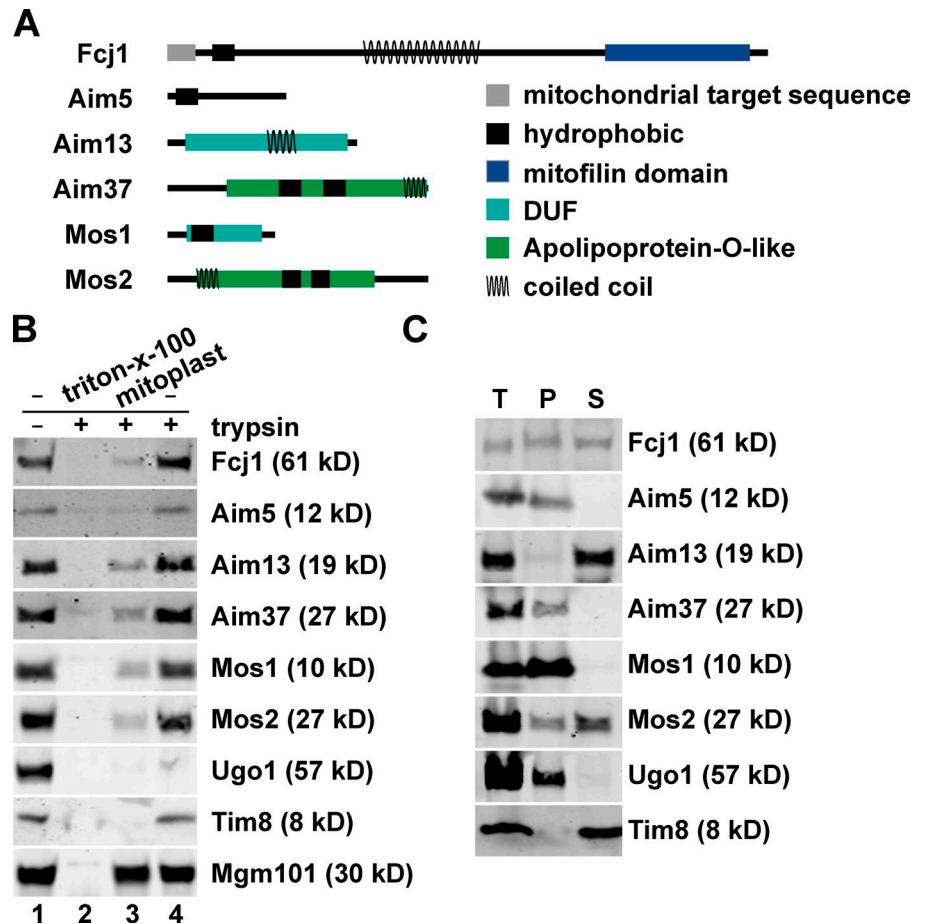 A
Fcj1
Aim5
Aim13
Aim37
Mos1
Mos2
mitochondrial target sequence
hydrophobic
mitofilin domain
DUF
Apolipoprotein-O-like
coiled coil
B
– triton-x-100 mitoplast –
– + + + trypsin
Fcj1 (61 kD)
Aim5 (12 kD)
Aim13 (19 kD)
Aim37 (27 kD)
Mos1 (10 kD)
Mos2 (27 kD)
Ugo1 (57 kD)
Tim8 (8 kD)
Mgm101 (30 kD)
1 2 3 4
C
T P S
Fcj1 (61 kD)
Aim5 (12 kD)
Aim13 (19 kD)
Aim37 (27 kD)
Mos1 (10 kD)
Mos2 (27 kD)
Ugo1 (57 kD)
Tim8 (8 kD)